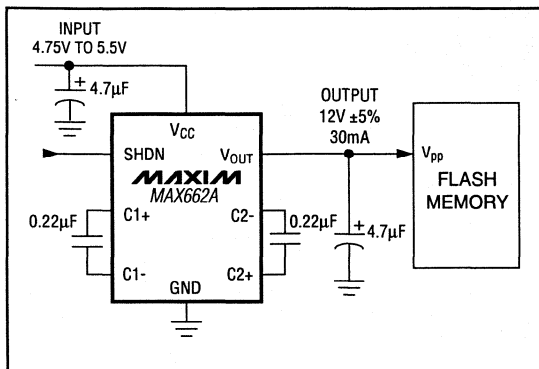 INPUT
4.75V TO 5.5V
+
4.7µF
OUTPUT
12V ±5%
30mA
VCC
SHDN
VOUT
MAXIM
MAX662A
Vpp
FLASH
MEMORY
C1+
C2-
0.22µF
0.22µF
+
4.7µF
C1-
C2+
GND